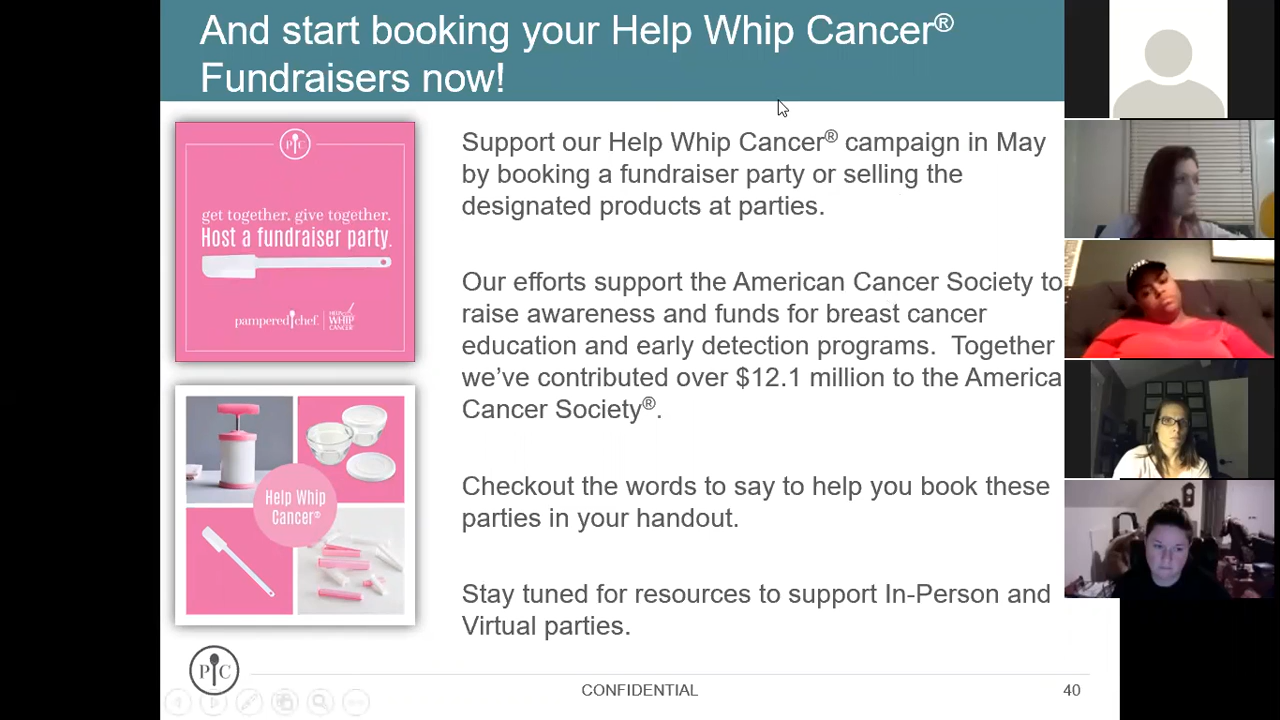 And start booking your Help Whip Cancer®
Fundraisers now!
PC
get together. give together.
Host a fundraiser party.
pampered chef. HELP WHIP CANCER®
Support our Help Whip Cancer® campaign in May
by booking a fundraiser party or selling the
designated products at parties.
Our efforts support the American Cancer Society to
raise awareness and funds for breast cancer
education and early detection programs.  Together
we’ve contributed over $12.1 million to the America
Cancer Society®.
Help Whip
Cancer®
Checkout the words to say to help you book these
parties in your handout.
Stay tuned for resources to support In-Person and
Virtual parties.
PC
CONFIDENTIAL
40